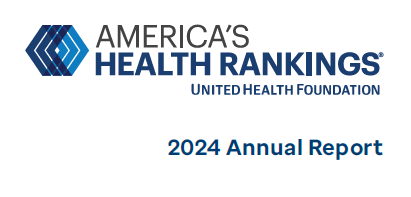 AMERICA'S
HEALTH RANKINGS®
UNITED HEALTH FOUNDATION
2024 Annual Report